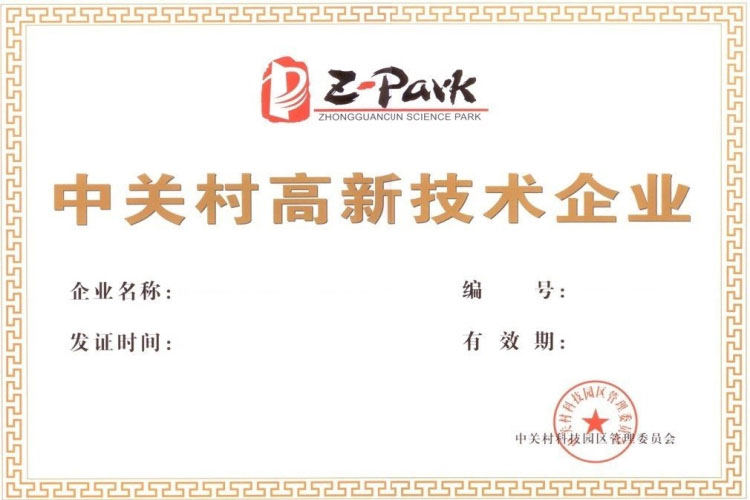 Z-Park
ZHONGGUANCUN SCIENCE PARK
中关村高新技术企业
企业名称: 编 号:
发证时间: 有 效 期:
中关村科技园区管理委员会
中关村科技园区管理委员会